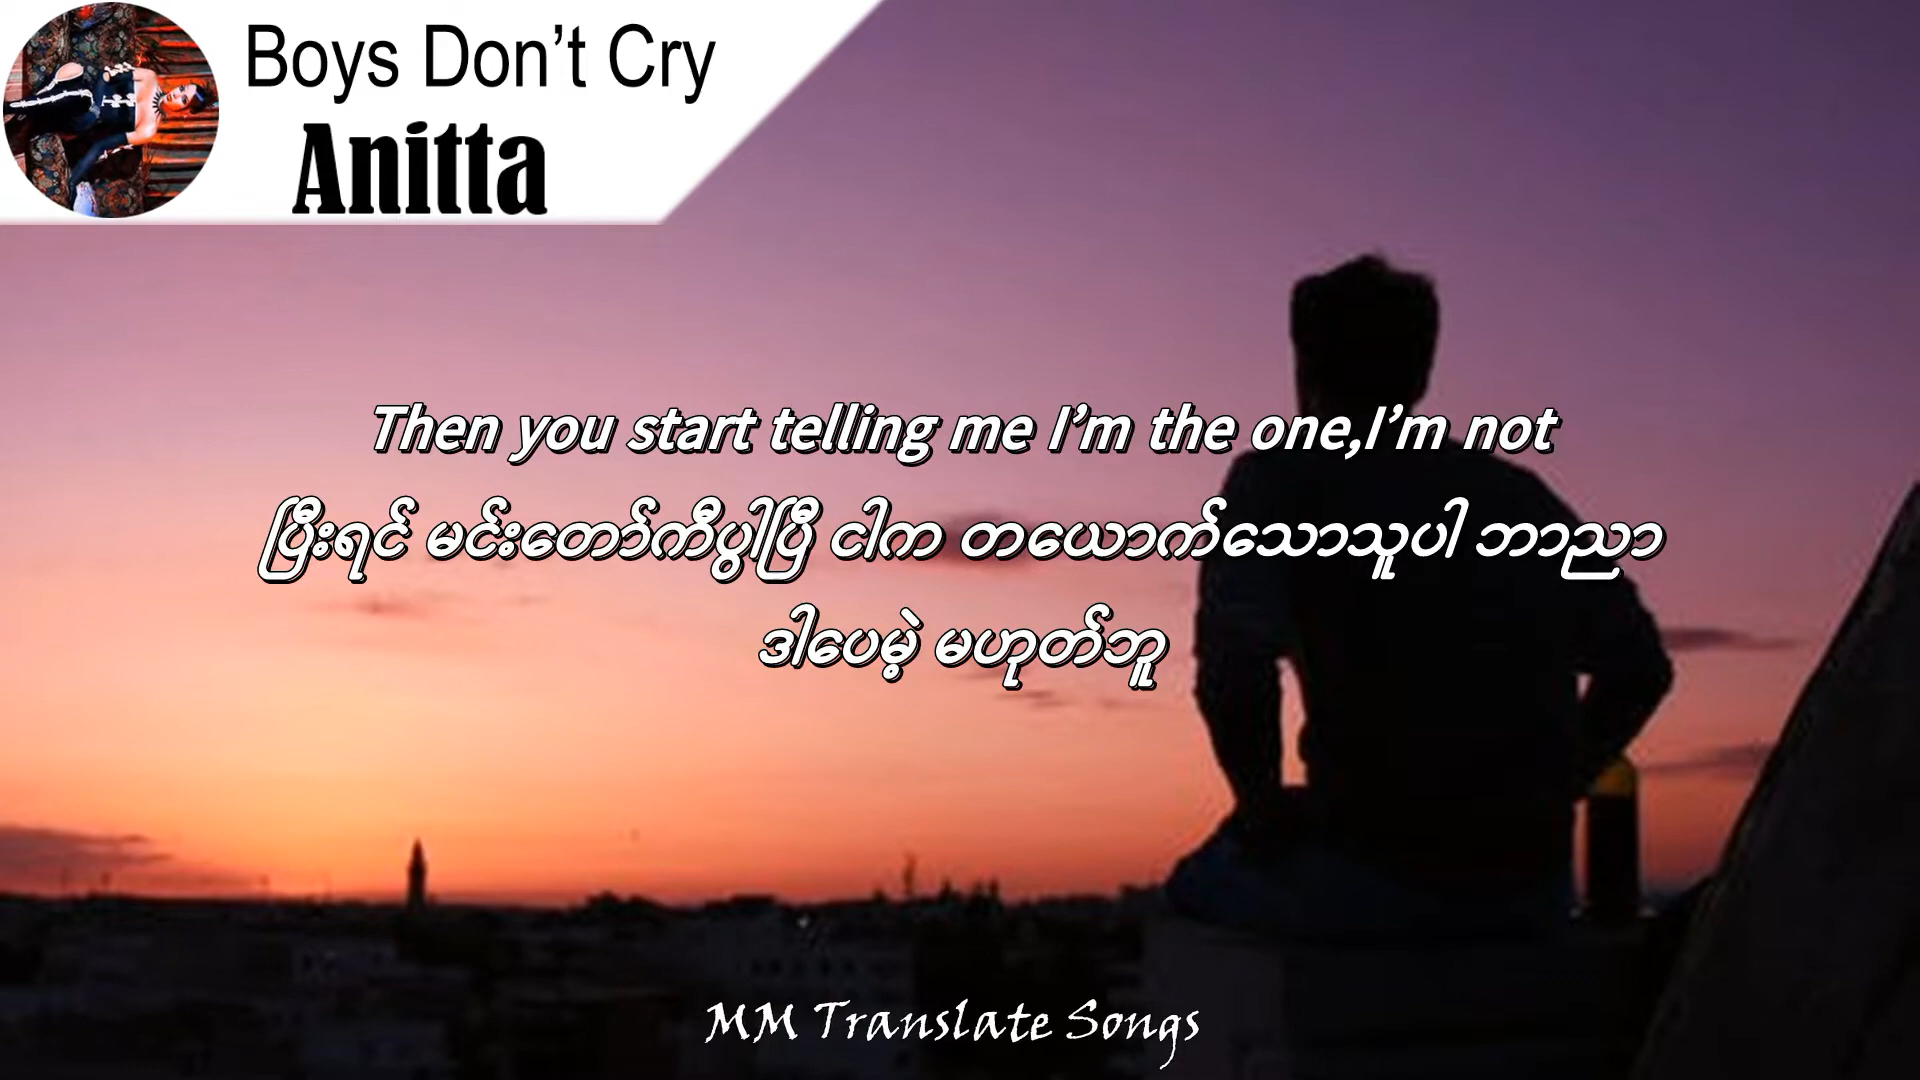 Boys Don’t Cry
Anitta
Then you start telling me I’m the one,I’m not
ပြီးရင် မင်းတော်ကီပွါပြီ ငါက တယောက်သောသူပါ ဘာညာ
ဒါပေမဲ့ မဟုတ်ဘူ
MM Translate Songs